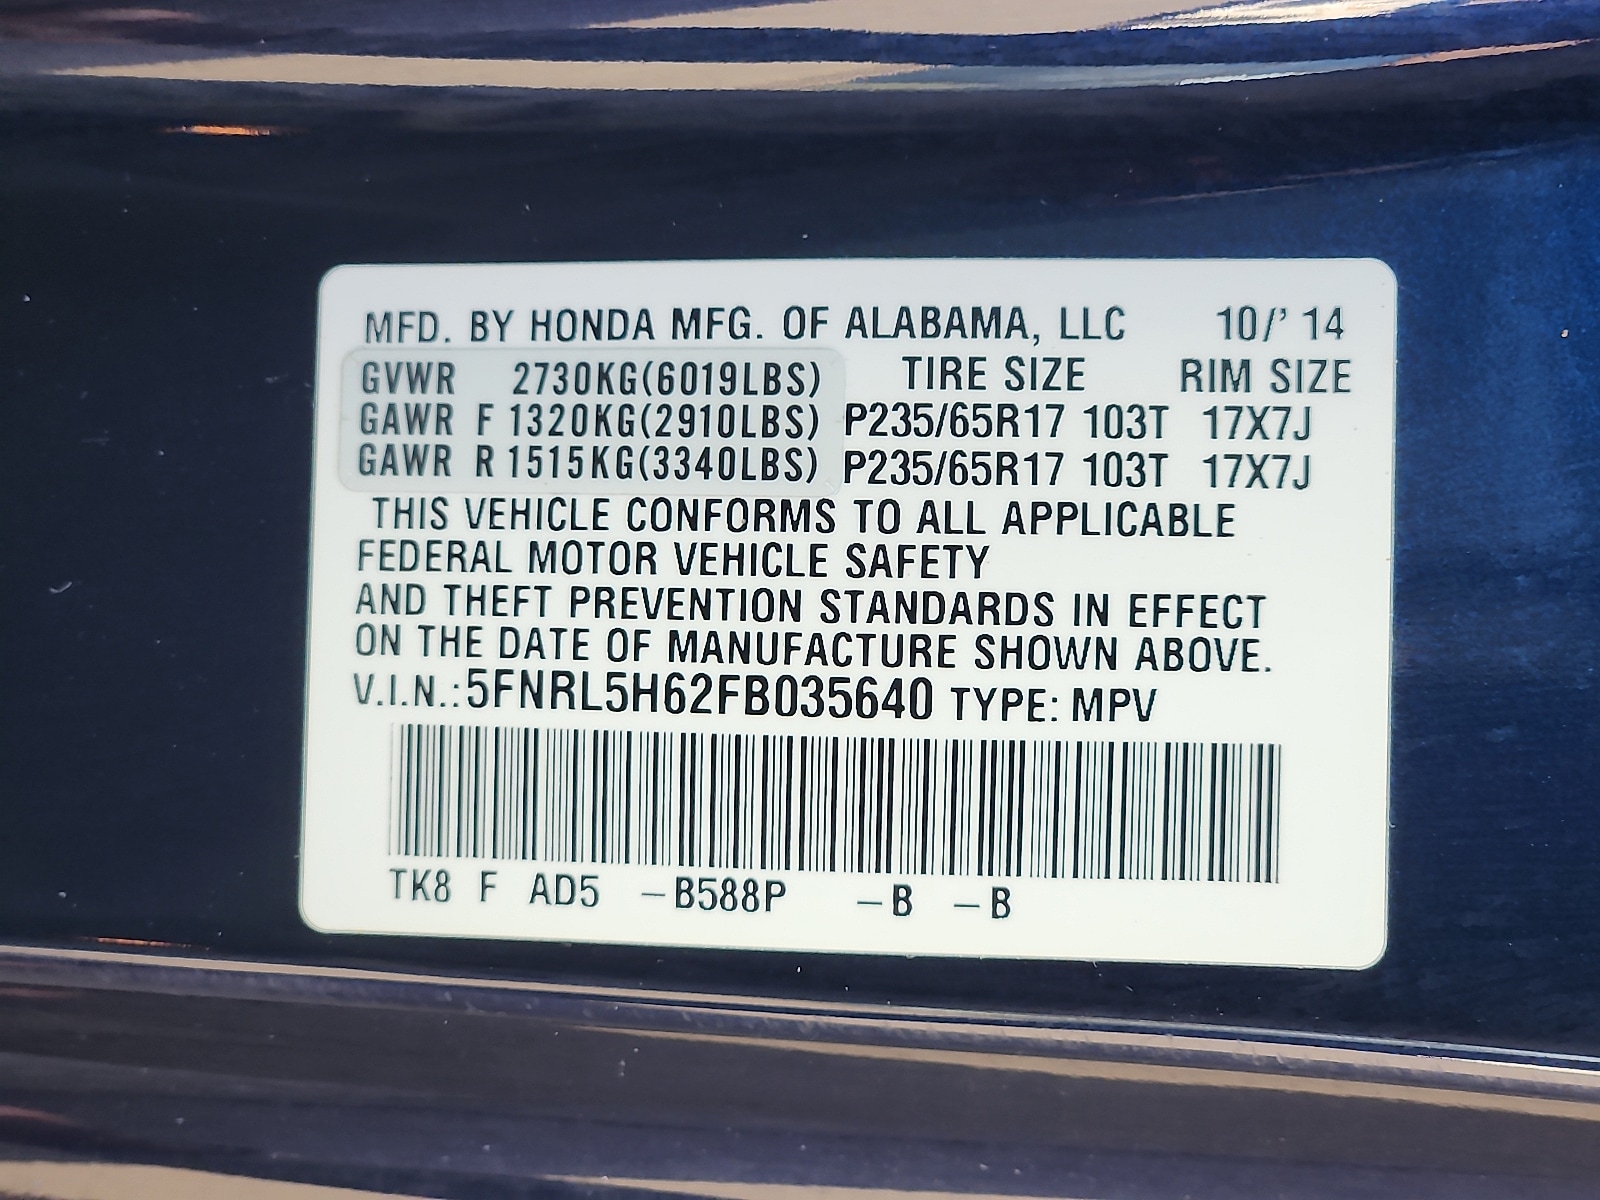 MFD. BY HONDA MFG. OF ALABAMA, LLC 10/' 14
GVWR 2730KG(6019LBS) TIRE SIZE RIM SIZE
GAWR F 1320KG(2910LBS) P235/65R17 103T 17X7J
GAWR R 1515KG(3340LBS) P235/65R17 103T 17X7J
THIS VEHICLE CONFORMS TO ALL APPLICABLE
FEDERAL MOTOR VEHICLE SAFETY
AND THEFT PREVENTION STANDARDS IN EFFECT
ON THE DATE OF MANUFACTURE SHOWN ABOVE.
V.I.N.: 5FNRL5H62FB035640 TYPE: MPV
TK8 F AD5 –B588P –B –B